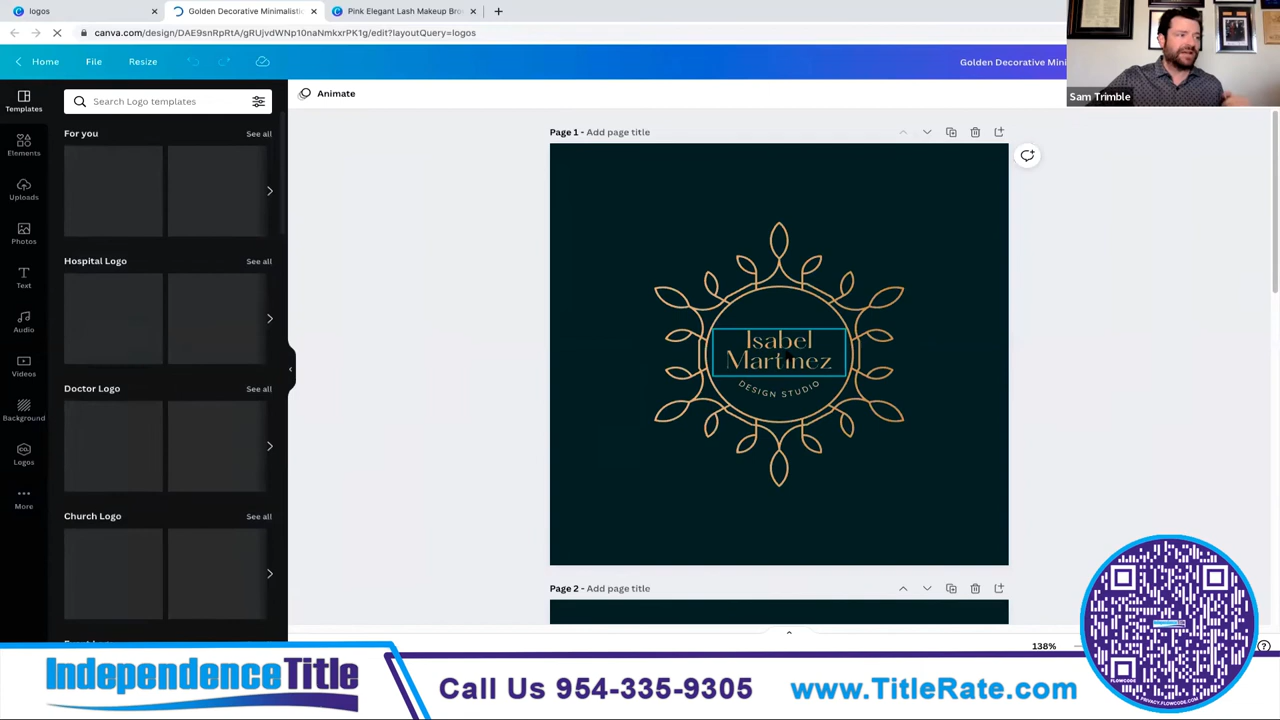 logos
Golden Decorative Minimalistic
Pink Elegant Lash Makeup Bro
canva.com/design/DAE9snRpRtA/gRUjvdWNp10naNmkxrPK1g/edit?layoutQuery=logos
Home
File
Resize
Golden Decorative Mini
Sam Trimble
Templates
Elements
Uploads
Photos
Text
Audio
Videos
Background
CO.
Logos
More
Search Logo templates
For you
See all
Hospital Logo
See all
Doctor Logo
See all
Church Logo
See all
Animate
Page 1 - Add page title
Isabel
Martinez
DESIGN STUDIO
Page 2 - Add page title
138%
IndependenceTitle
Call Us 954-335-9305
www.TitleRate.com
PRIVACY.FLOWCODE.COM